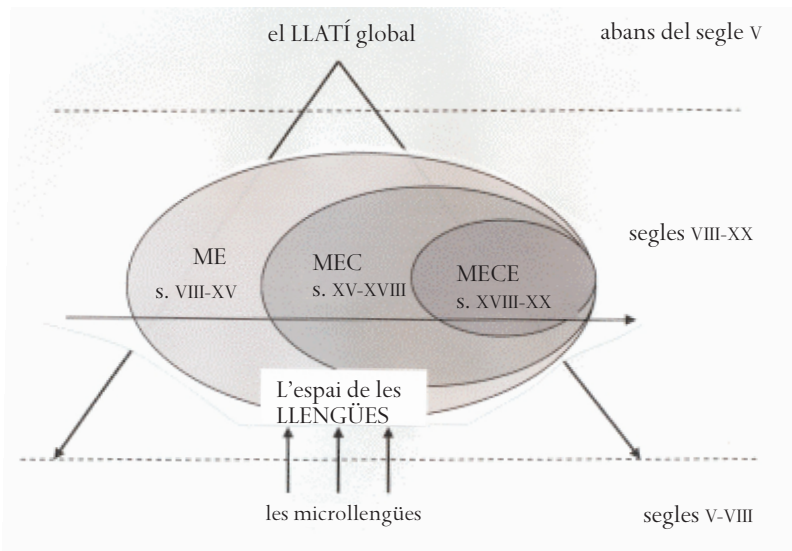 el LLATÍ global
abans del segle V
segles VIII-XX
ME
s. VIII-XV
MEC
s. XV-XVIII
MECE
s. XVIII-XX
L'espai de les
LLENGÜES
les microllengües
segles V-VIII